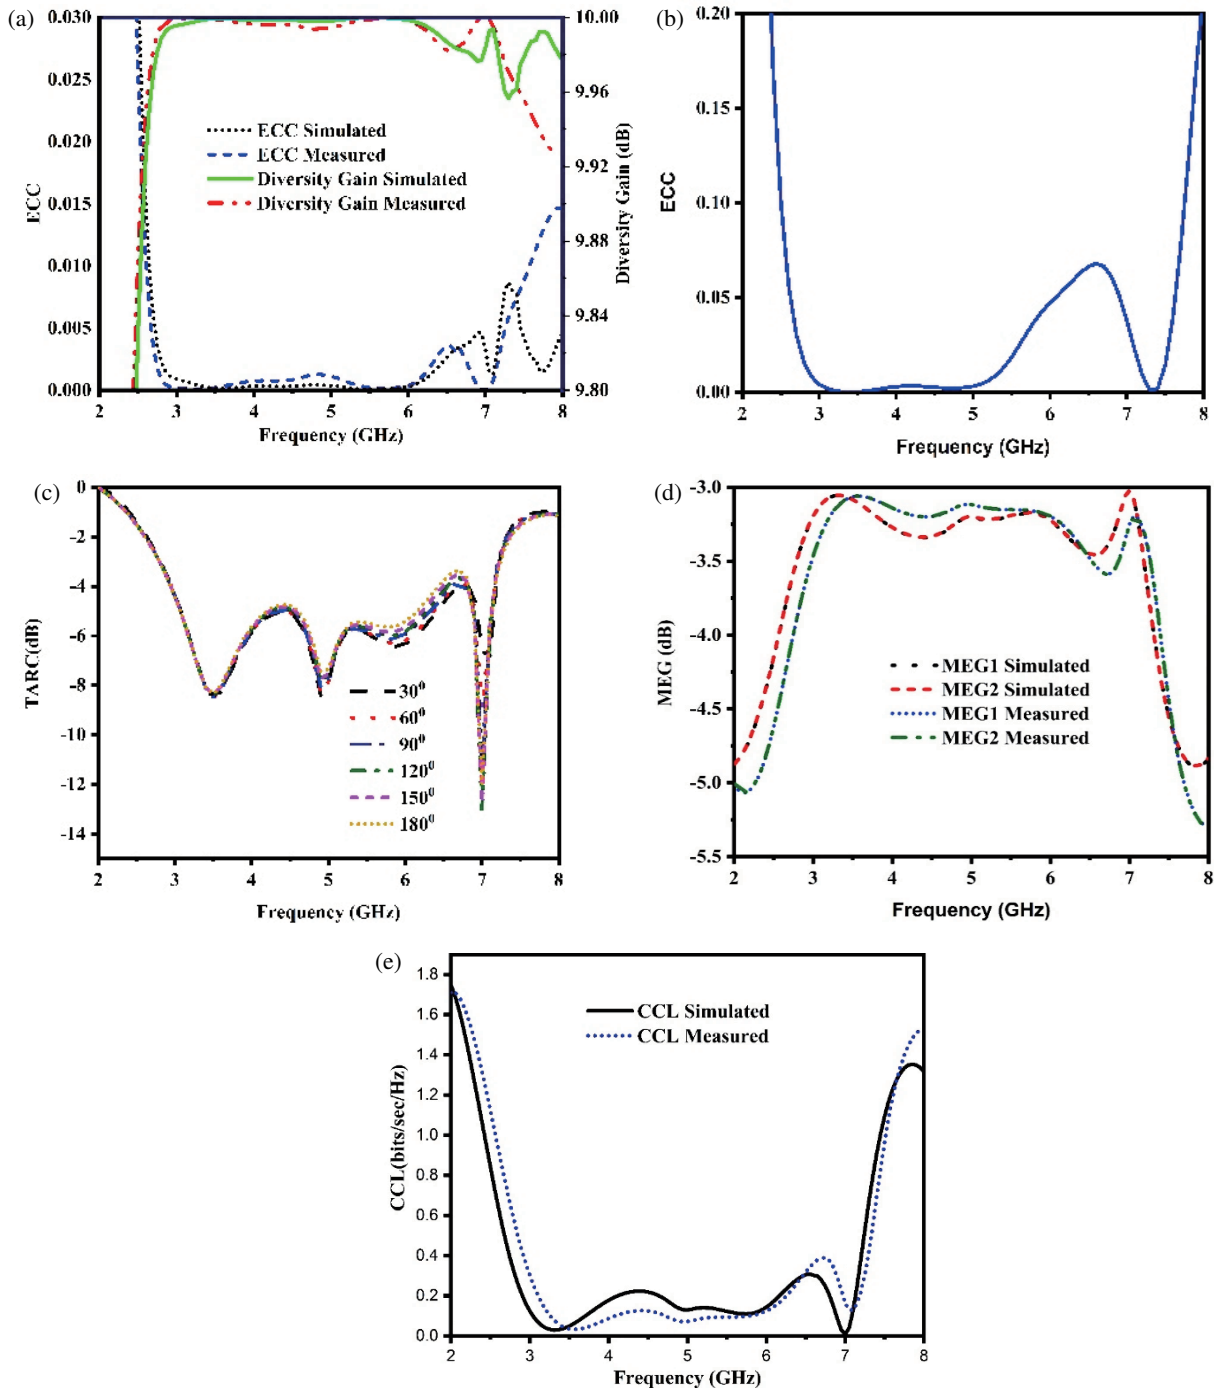 (a)
0.030
0.025
0.020
0.015
0.010
0.005
0.000
ECC
10.00
9.96
9.92
9.88
9.84
9.80
Diversity Gain (dB)
ECC Simulated
ECC Measured
Diversity Gain Simulated
Diversity Gain Measured
2 3 4 5 6 7 8
Frequency (GHz)
(b)
0.20
0.15
0.10
0.05
0.00
ECC
2 3 4 5 6 7 8
Frequency (GHz)
(c)
0
-2
-4
-6
-8
-10
-12
-14
TARC(dB)
30⁰
60⁰
90⁰
120⁰
150⁰
180⁰
2 3 4 5 6 7 8
Frequency (GHz)
(d)
-3.0
-3.5
-4.0
-4.5
-5.0
-5.5
MEG (dB)
MEG1 Simulated
MEG2 Simulated
MEG1 Measured
MEG2 Measured
2 3 4 5 6 7 8
Frequency (GHz)
(e)
1.8
1.6
1.4
1.2
1.0
0.8
0.6
0.4
0.2
0.0
CCL(bits/sec/Hz)
CCL Simulated
CCL Measured
2 3 4 5 6 7 8
Frequency (GHz)